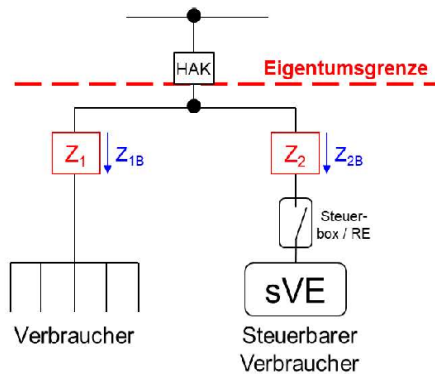 HAK
Eigentumsgrenze
Z1
Z1B
Z2
Z2B
Steuer-
box / RE
sVE
Verbraucher
Steuerbarer
Verbraucher